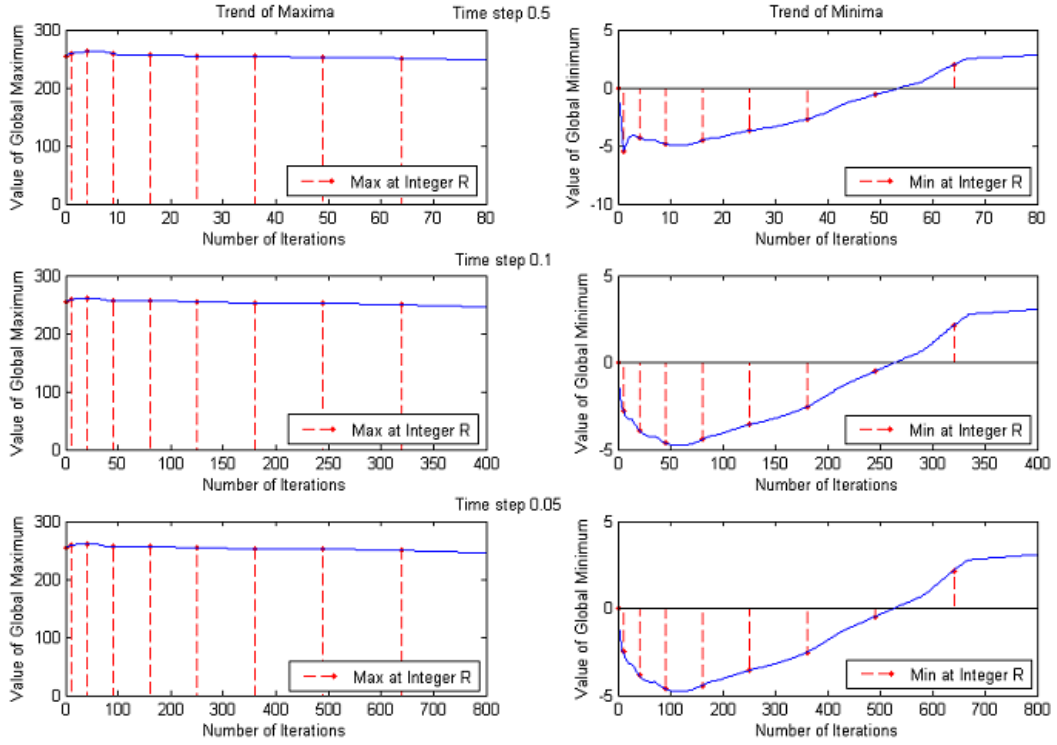 Trend of Maxima
Time step 0.5
Trend of Minima
Value of Global Maximum
300
200
100
0
Max at Integer R
0 10 20 30 40 50 60 70 80
Number of Iterations
Value of Global Minimum
5
0
-5
-10
Min at Integer R
0 10 20 30 40 50 60 70 80
Number of Iterations
Time step 0.1
Value of Global Maximum
300
200
100
0
Max at Integer R
0 50 100 150 200 250 300 350 400
Number of Iterations
Value of Global Minimum
5
0
-5
Min at Integer R
0 50 100 150 200 250 300 350 400
Number of Iterations
Time step 0.05
Value of Global Maximum
300
200
100
0
Max at Integer R
0 100 200 300 400 500 600 700 800
Number of Iterations
Value of Global Minimum
5
0
-5
Min at Integer R
0 100 200 300 400 500 600 700 800
Number of Iterations